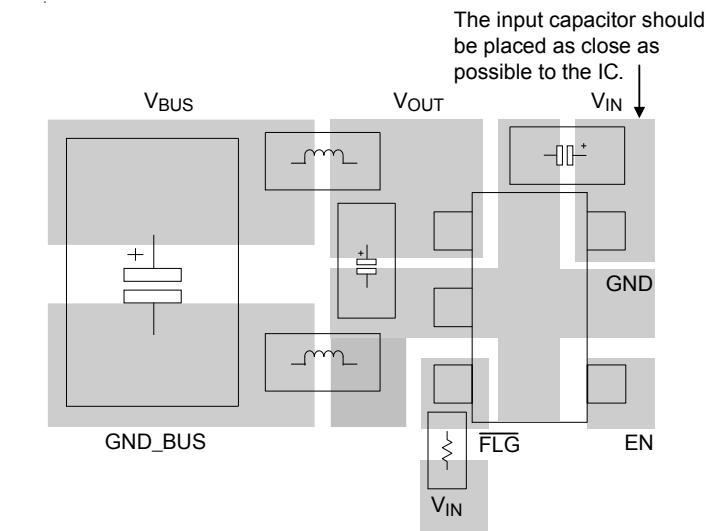 The input capacitor should
be placed as close as
possible to the IC.
VBUS
VOUT
VIN
GND
GND_BUS
FLG
EN
VIN